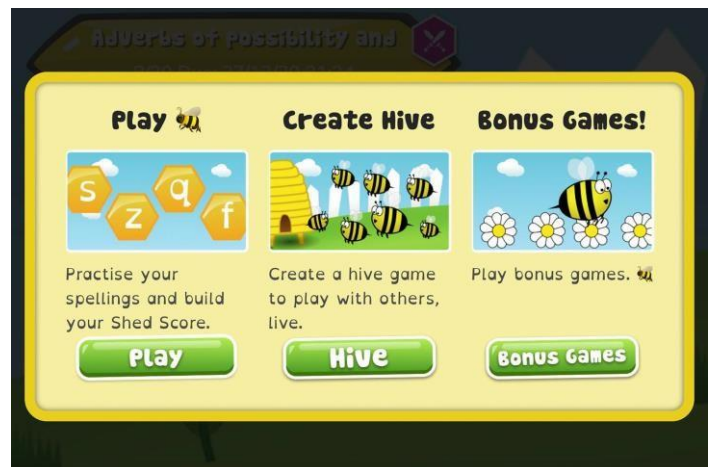 Adverbs of possibility and
Play
Create Hive
Bonus Games!
s
z
q
f
Practise your
spellings and build
your Shed Score.
Create a hive game
to play with others,
live.
Play bonus games.
Play
Hive
Bonus Games